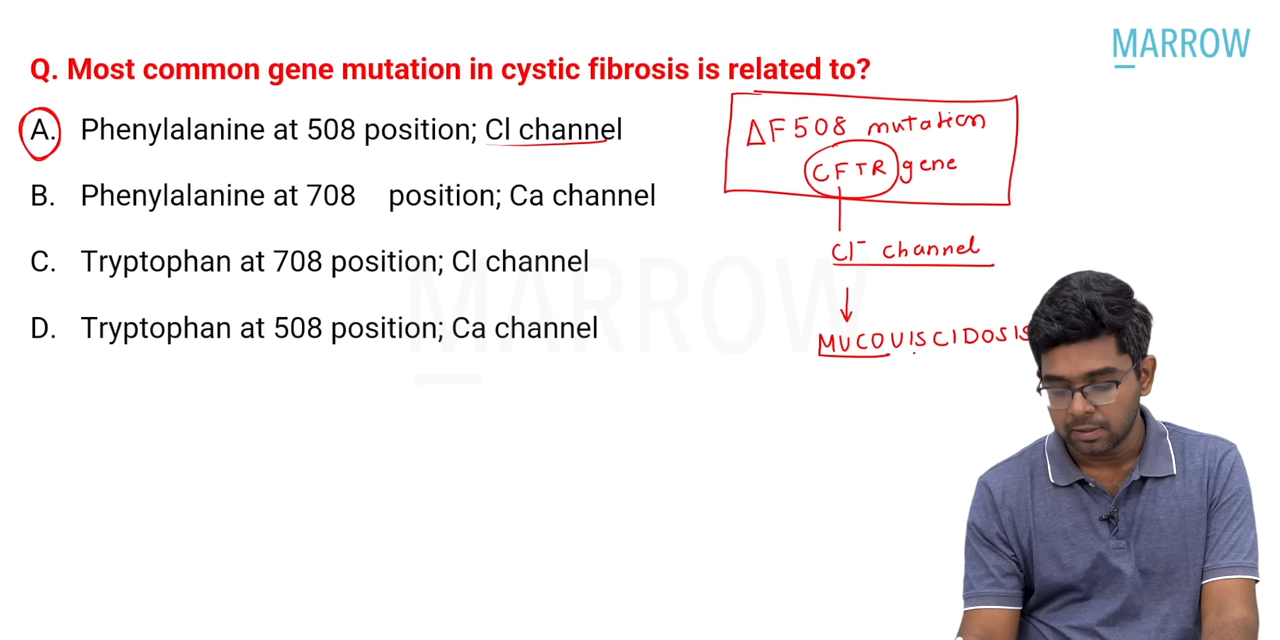 MARROW
Q. Most common gene mutation in cystic fibrosis is related to?
A. Phenylalanine at 508 position; Cl channel
B. Phenylalanine at 708 position; Ca channel
C. Tryptophan at 708 position; Cl channel
D. Tryptophan at 508 position; Ca channel
ΔF508 mutation
CFTR gene
Cl⁻ channel
MUCOVISCIDOSIS
MARROW